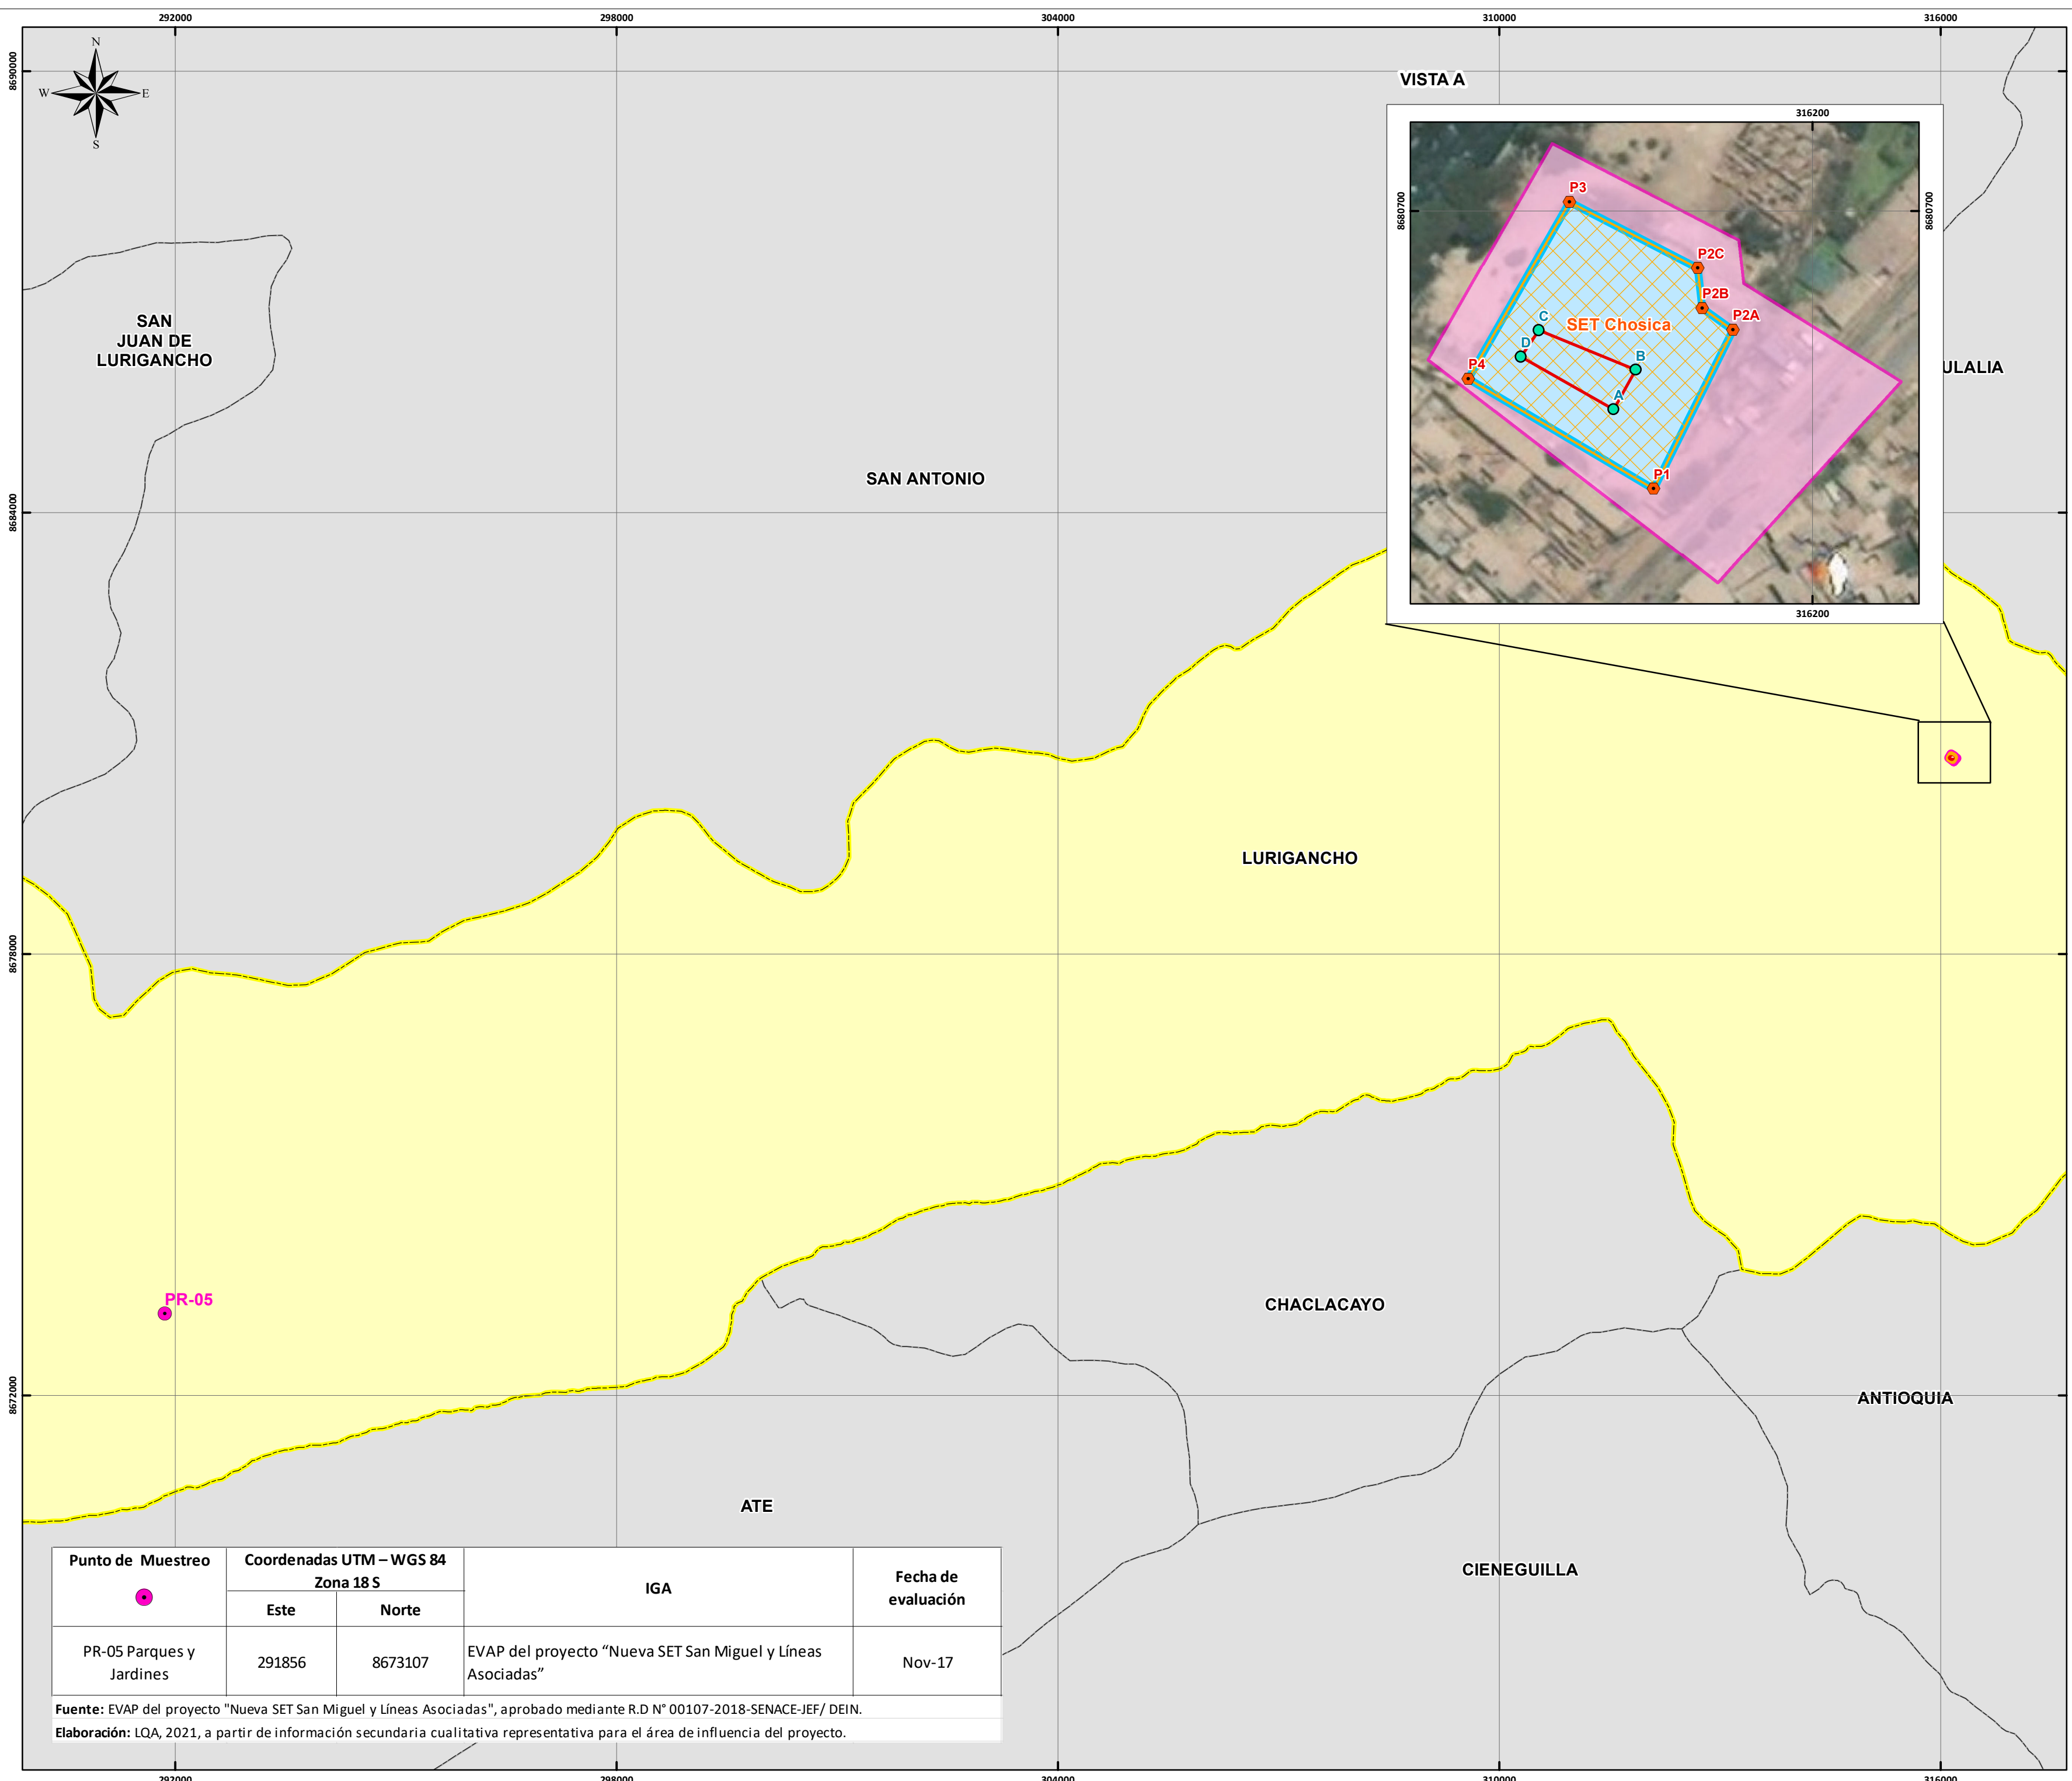 292000
298000
304000
310000
316000
8690000
N
W
E
S
VISTA A
316200
8680700
8680700
P3
P2C
P2B
P2A
SET Chosica
C
D
B
A
P4
P1
316200
SAN
JUAN DE
LURIGANCHO
ULALIA
SAN ANTONIO
8684000
LURIGANCHO
8678000
PR-05
CHACLACAYO
8672000
ANTIOQUIA
ATE
CIENEGUILLA
Punto de Muestreo
Coordenadas UTM – WGS 84
Zona 18 S
IGA
Fecha de
evaluación
Este
Norte
PR-05 Parques y
Jardines
291856
8673107
EVAP del proyecto “Nueva SET San Miguel y Líneas
Asociadas”
Nov-17
Fuente: EVAP del proyecto "Nueva SET San Miguel y Líneas Asociadas", aprobado mediante R.D N° 00107-2018-SENACE-JEF/ DEIN.
Elaboración: LQA, 2021, a partir de información secundaria cualitativa representativa para el área de influencia del proyecto.
292000
298000
304000
310000
316000